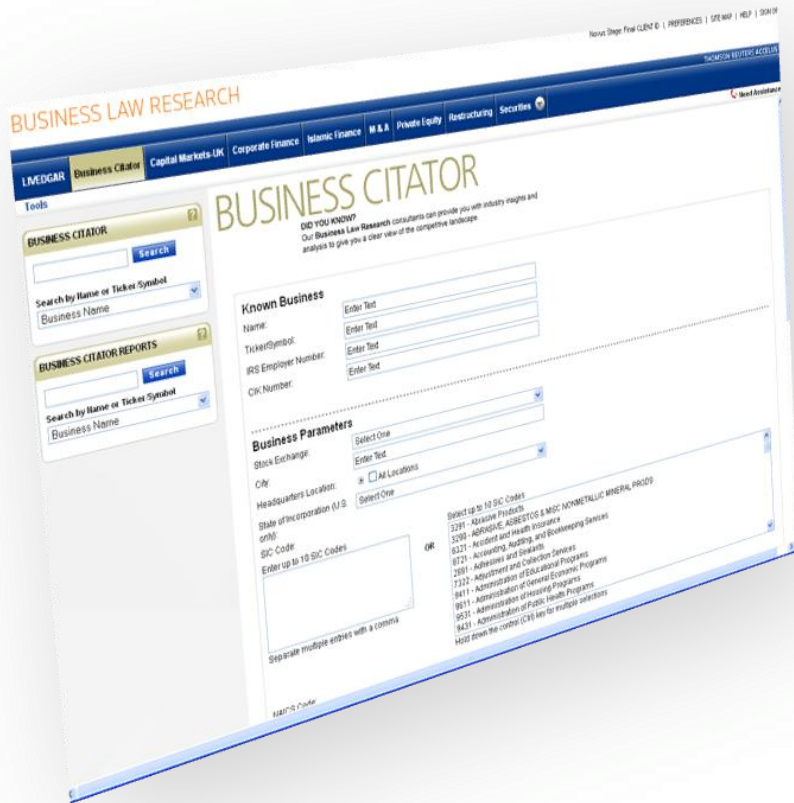 Novus Stage: Final CLIENT ID | PREFERENCES | SITE MAP | HELP | SIGN OF
BUSINESS LAW RESEARCH
THOMSON REUTERS ACCELUS
LIVEDGAR
Business Citator
Capital Markets-UK
Corporate Finance
Islamic Finance
M & A
Private Equity
Restructuring
Securities
Need Assistance
Tools
BUSINESS CITATOR
Search
Search by Name or Ticker/Symbol
Business Name
BUSINESS CITATOR REPORTS
Search
Search by Name or Ticker/Symbol
Business Name
BUSINESS CITATOR
DID YOU KNOW?
Our Business Law Research consultants can provide you with industry insights and
analysis to give you a clear view of the competitive landscape.
Known Business
Name: Enter Text
Ticker/Symbol: Enter Text
IRS Employer Number: Enter Text
CIK Number: Enter Text
Business Parameters
Stock Exchange: Select One
City: Enter Text
Headquarters Location: All Locations
State of Incorporation (U.S. Select One
only):
SIC Code:
Enter up to 10 SIC Codes
Separate multiple entries with a comma
OR
Select up to 10 SIC Codes
3291 - Abrasive Products
3290 - ABRASIVE, ASBESTOS & MISC NONMETALLIC MINERAL PRODS
6321 - Accident and Health Insurance
8721 - Accounting, Auditing, and Bookkeeping Services
2891 - Adhesives and Sealants
7322 - Adjustment and Collection Services
9411 - Administration of Educational Programs
9611 - Administration of General Economic Programs
9531 - Administration of Housing Programs
9431 - Administration of Public Health Programs
Hold down the control (Ctrl) key for multiple selections
NAICS Code: